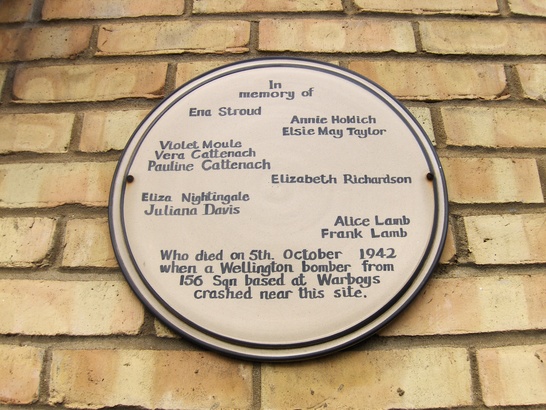 In
memory of
Ena Stroud
Annie Holdich
Elsie May Taylor
Violet Moule
Vera Cattenach
Pauline Cattenach
Elizabeth Richardson
Eliza Nightingale
Juliana Davis
Alice Lamb
Frank Lamb
Who died on 5th. October 1942
when a Wellington bomber from
156 Sqn based at Warboys
crashed near this site.